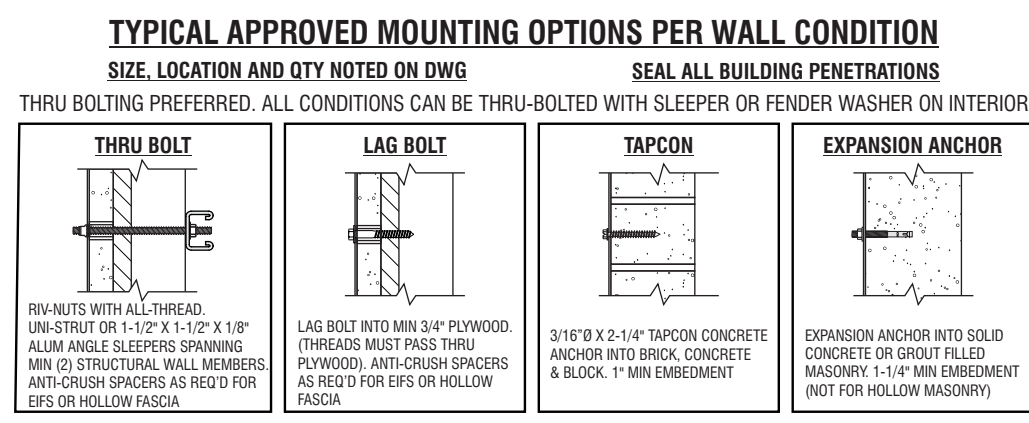 TYPICAL APPROVED MOUNTING OPTIONS PER WALL CONDITION
SIZE, LOCATION AND QTY NOTED ON DWG
SEAL ALL BUILDING PENETRATIONS
THRU BOLTING PREFERRED. ALL CONDITIONS CAN BE THRU-BOLTED WITH SLEEPER OR FENDER WASHER ON INTERIOR
THRU BOLT
RIV-NUTS WITH ALL-THREAD.
UNI-STRUT OR 1-1/2" X 1-1/2" X 1/8"
ALUM ANGLE SLEEPERS SPANNING
MIN (2) STRUCTURAL WALL MEMBERS.
ANTI-CRUSH SPACERS AS REQ'D FOR
EIFS OR HOLLOW FASCIA
LAG BOLT
LAG BOLT INTO MIN 3/4" PLYWOOD.
(THREADS MUST PASS THRU
PLYWOOD). ANTI-CRUSH SPACERS
AS REQ'D FOR EIFS OR HOLLOW
FASCIA
TAPCON
3/16”Ø X 2-1/4" TAPCON CONCRETE
ANCHOR INTO BRICK, CONCRETE
& BLOCK. 1" MIN EMBEDMENT
EXPANSION ANCHOR
EXPANSION ANCHOR INTO SOLID
CONCRETE OR GROUT FILLED
MASONRY. 1-1/4" MIN EMBEDMENT
(NOT FOR HOLLOW MASONRY)